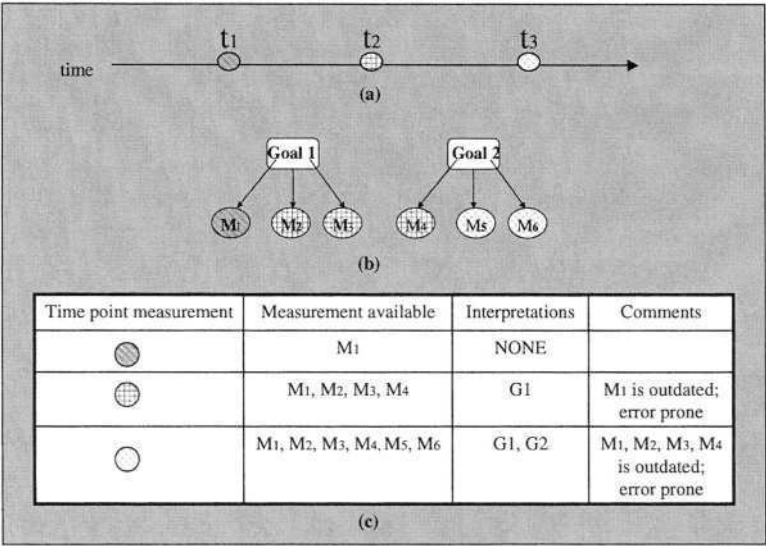 t1 t2 t3
time
(a)
Goal 1 Goal 2
M1 M2 M3 M4 M5 M6
(b)
Time point measurement Measurement available Interpretations Comments
M1 NONE
M1, M2, M3, M4 G1 M1 is outdated;
error prone
M1, M2, M3, M4, M5, M6 G1, G2 M1, M2, M3, M4
is outdated;
error prone
(c)